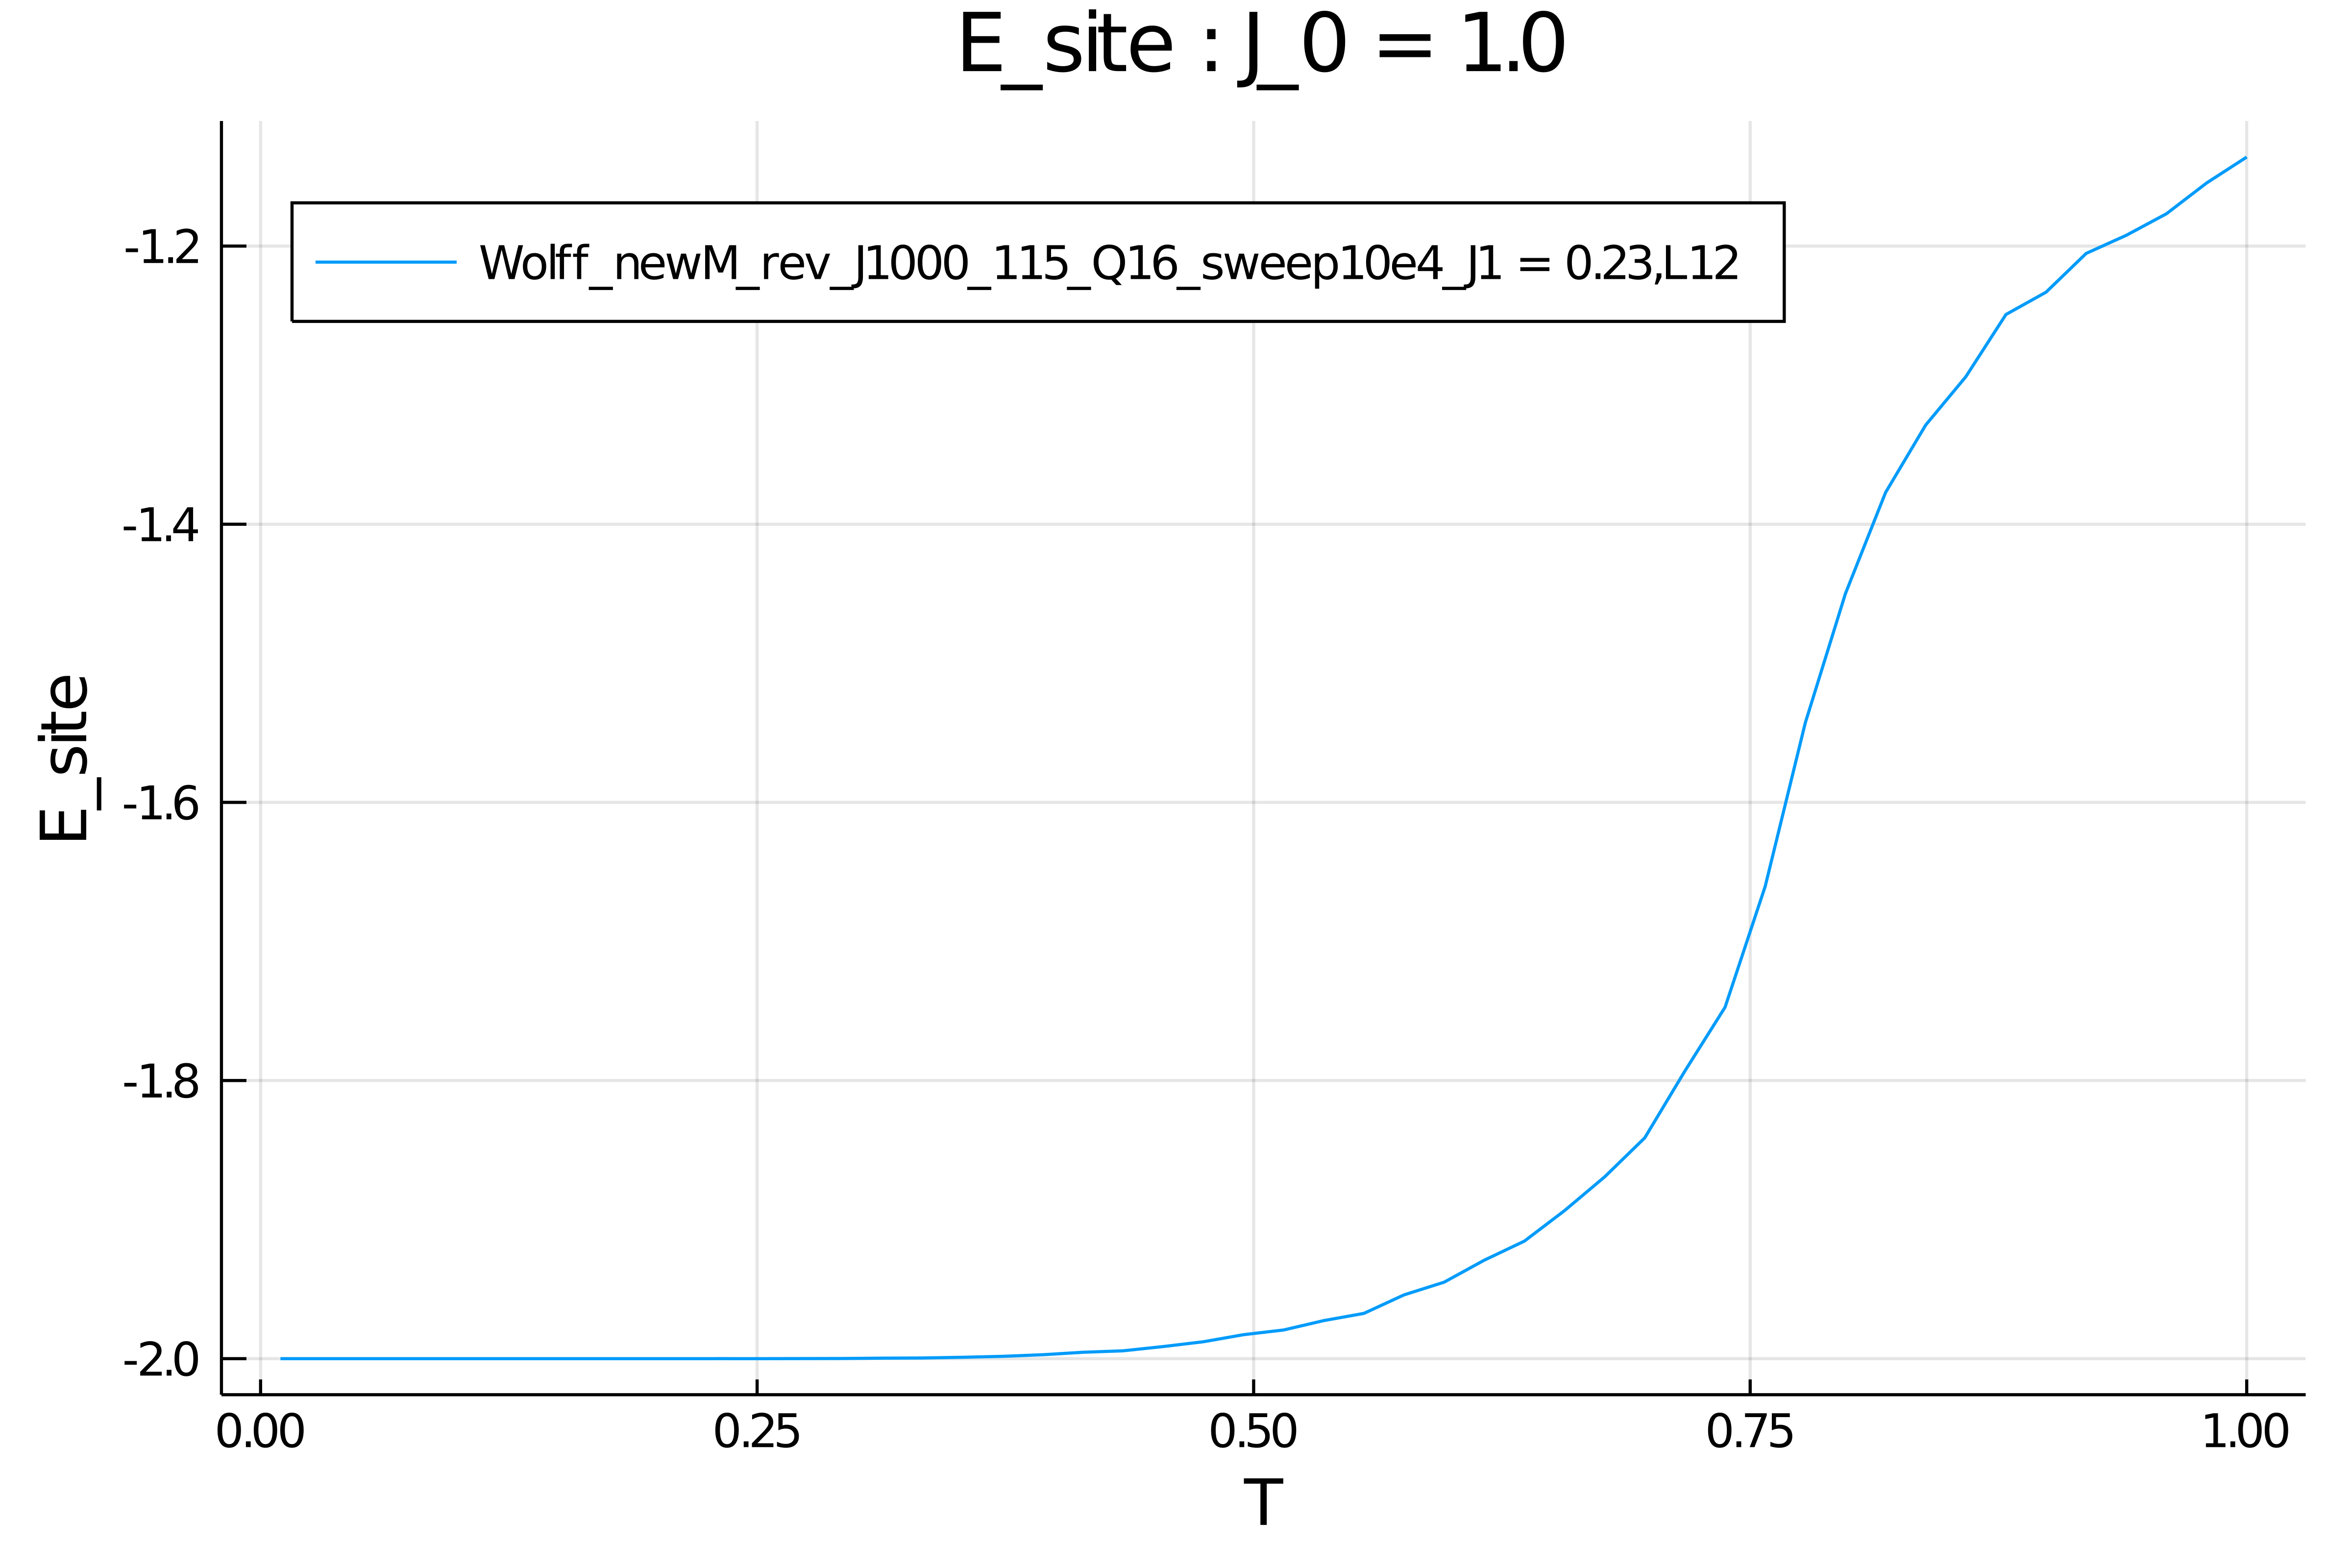 E_site : J_0 = 1.0
Wolff_newM_rev_J1000_115_Q16_sweep10e4_J1 = 0.23,L12
E_site
-1.2
-1.4
-1.6
-1.8
-2.0
0.00 0.25 0.50 0.75 1.00
T